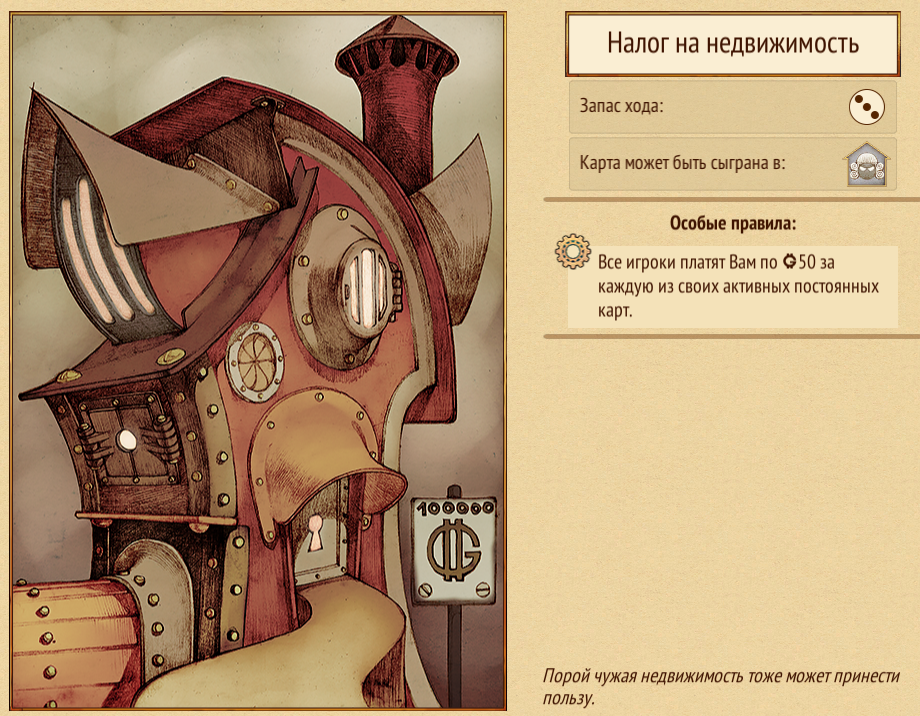 Налог на недвижимость
Запас хода:
Карта может быть сыграна в:
Особые правила:
Все игроки платят Вам по G50 за
каждую из своих активных постоянных
карт.
100000
G
Порой чужая недвижимость тоже может принести
пользу.